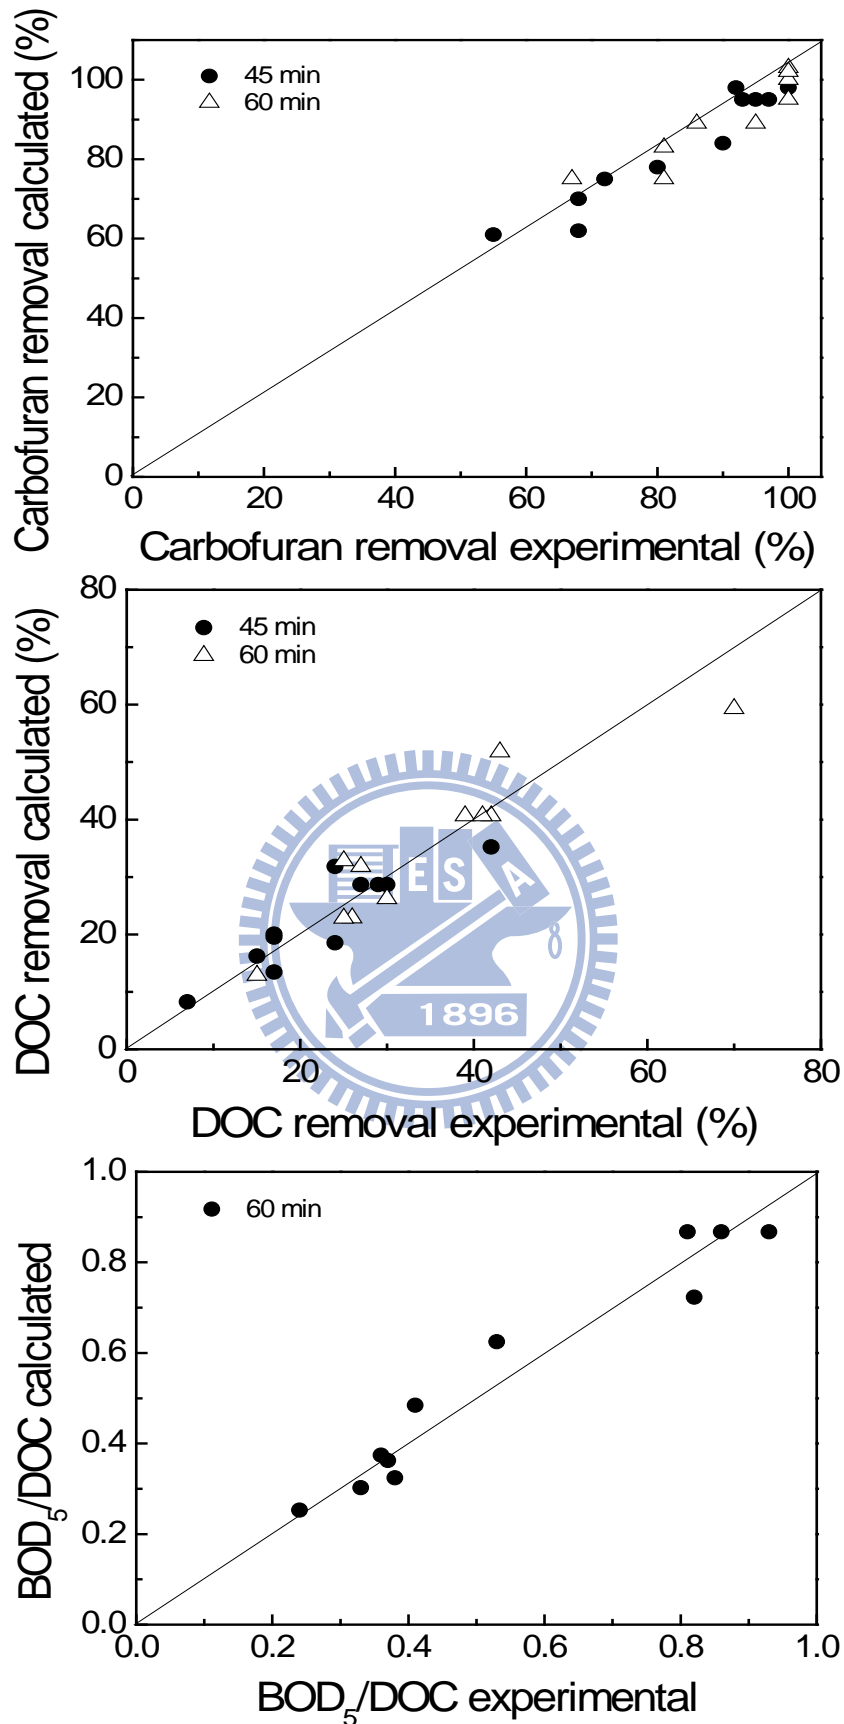 Carbofuran removal calculated (%)
45 min
60 min
100
80
60
40
20
0
0 20 40 60 80 100
Carbofuran removal experimental (%)
DOC removal calculated (%)
45 min
60 min
80
60
40
20
0
0 20 40 60 80
E S A
1896
DOC removal experimental (%)
BOD5/DOC calculated
60 min
1.0
0.8
0.6
0.4
0.2
0.0
0.0 0.2 0.4 0.6 0.8 1.0
BOD5/DOC experimental